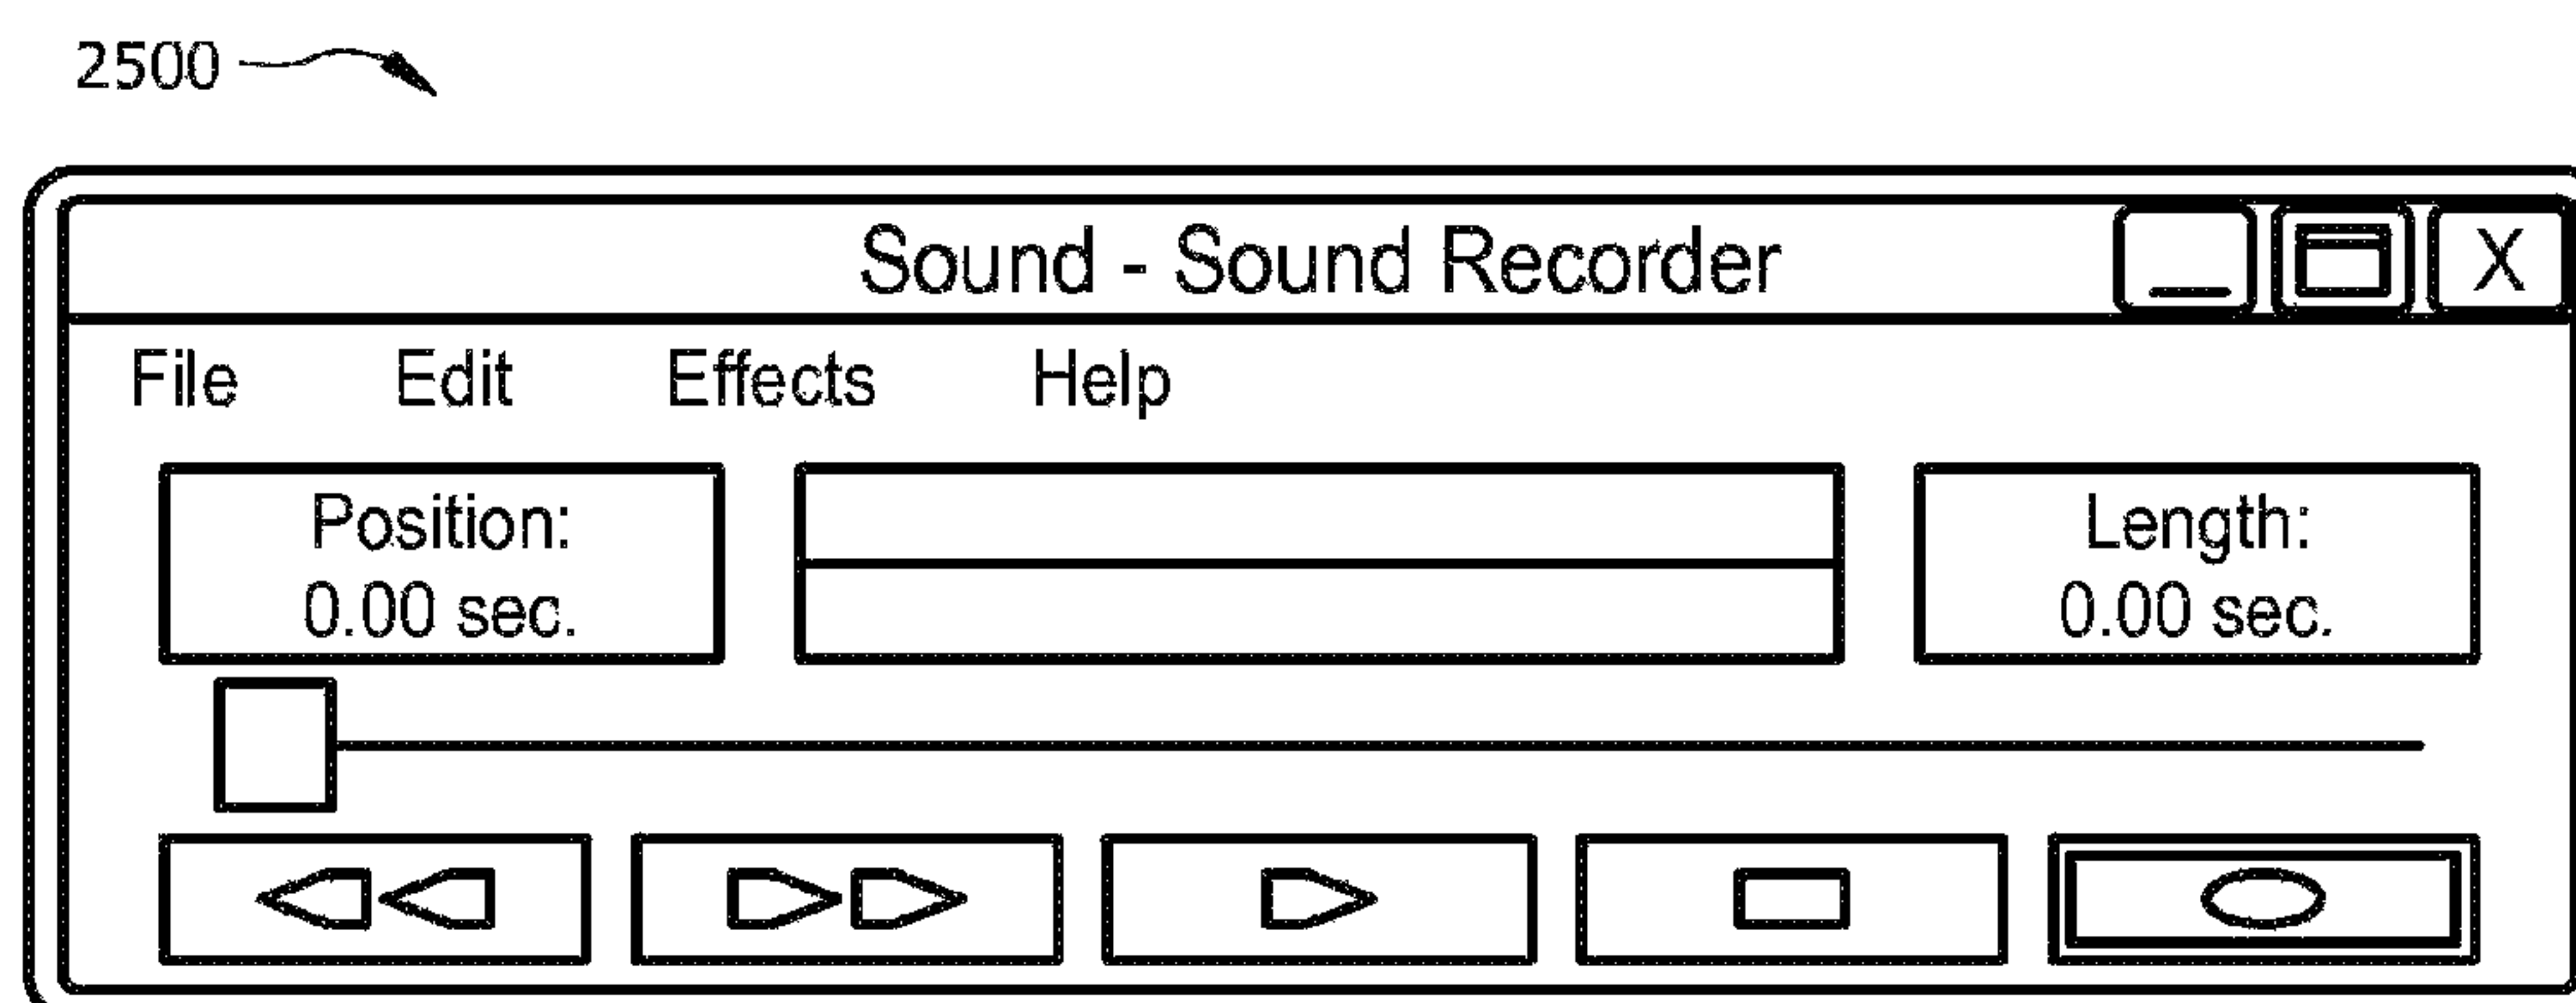 2500
Sound - Sound Recorder X
File Edit Effects Help
Position:
0.00 sec.
Length:
0.00 sec.